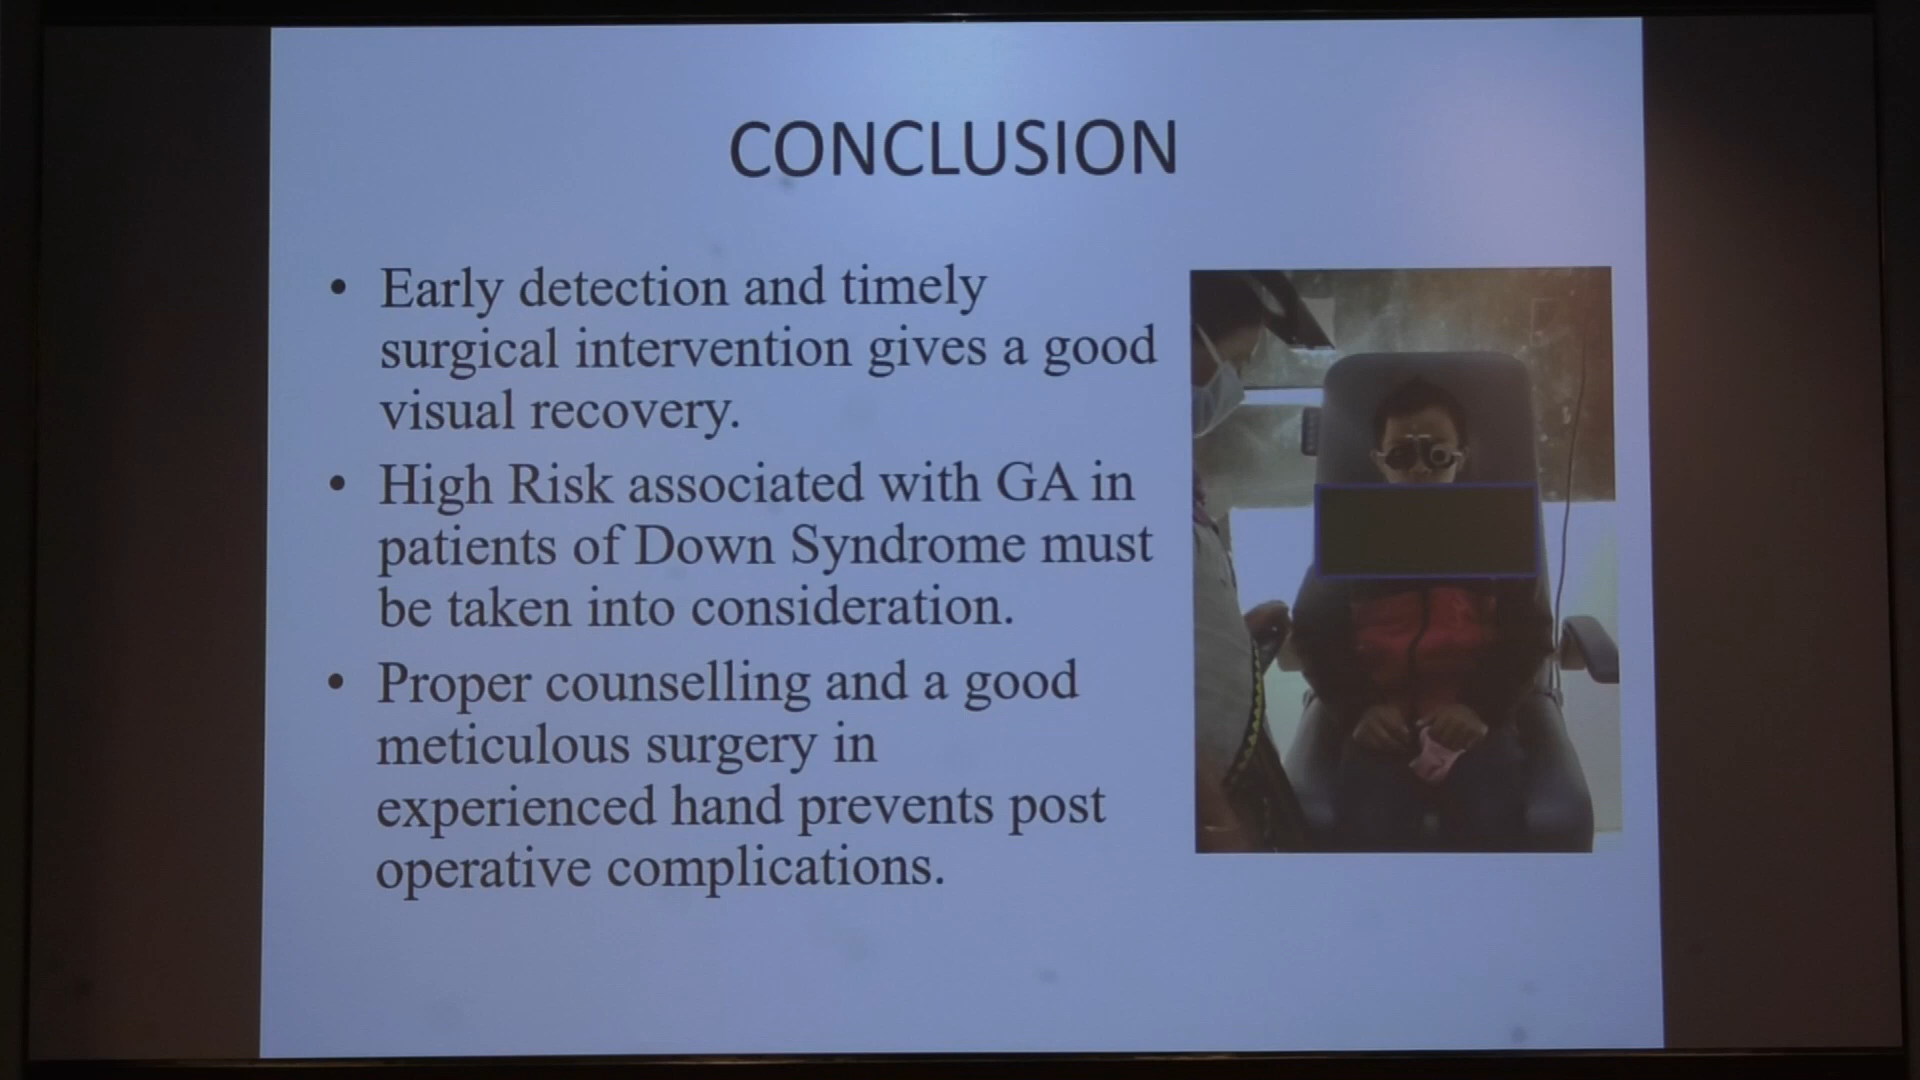 CONCLUSION
• Early detection and timely
surgical intervention gives a good
visual recovery.
• High Risk associated with GA in
patients of Down Syndrome must
be taken into consideration.
• Proper counselling and a good
meticulous surgery in
experienced hand prevents post
operative complications.